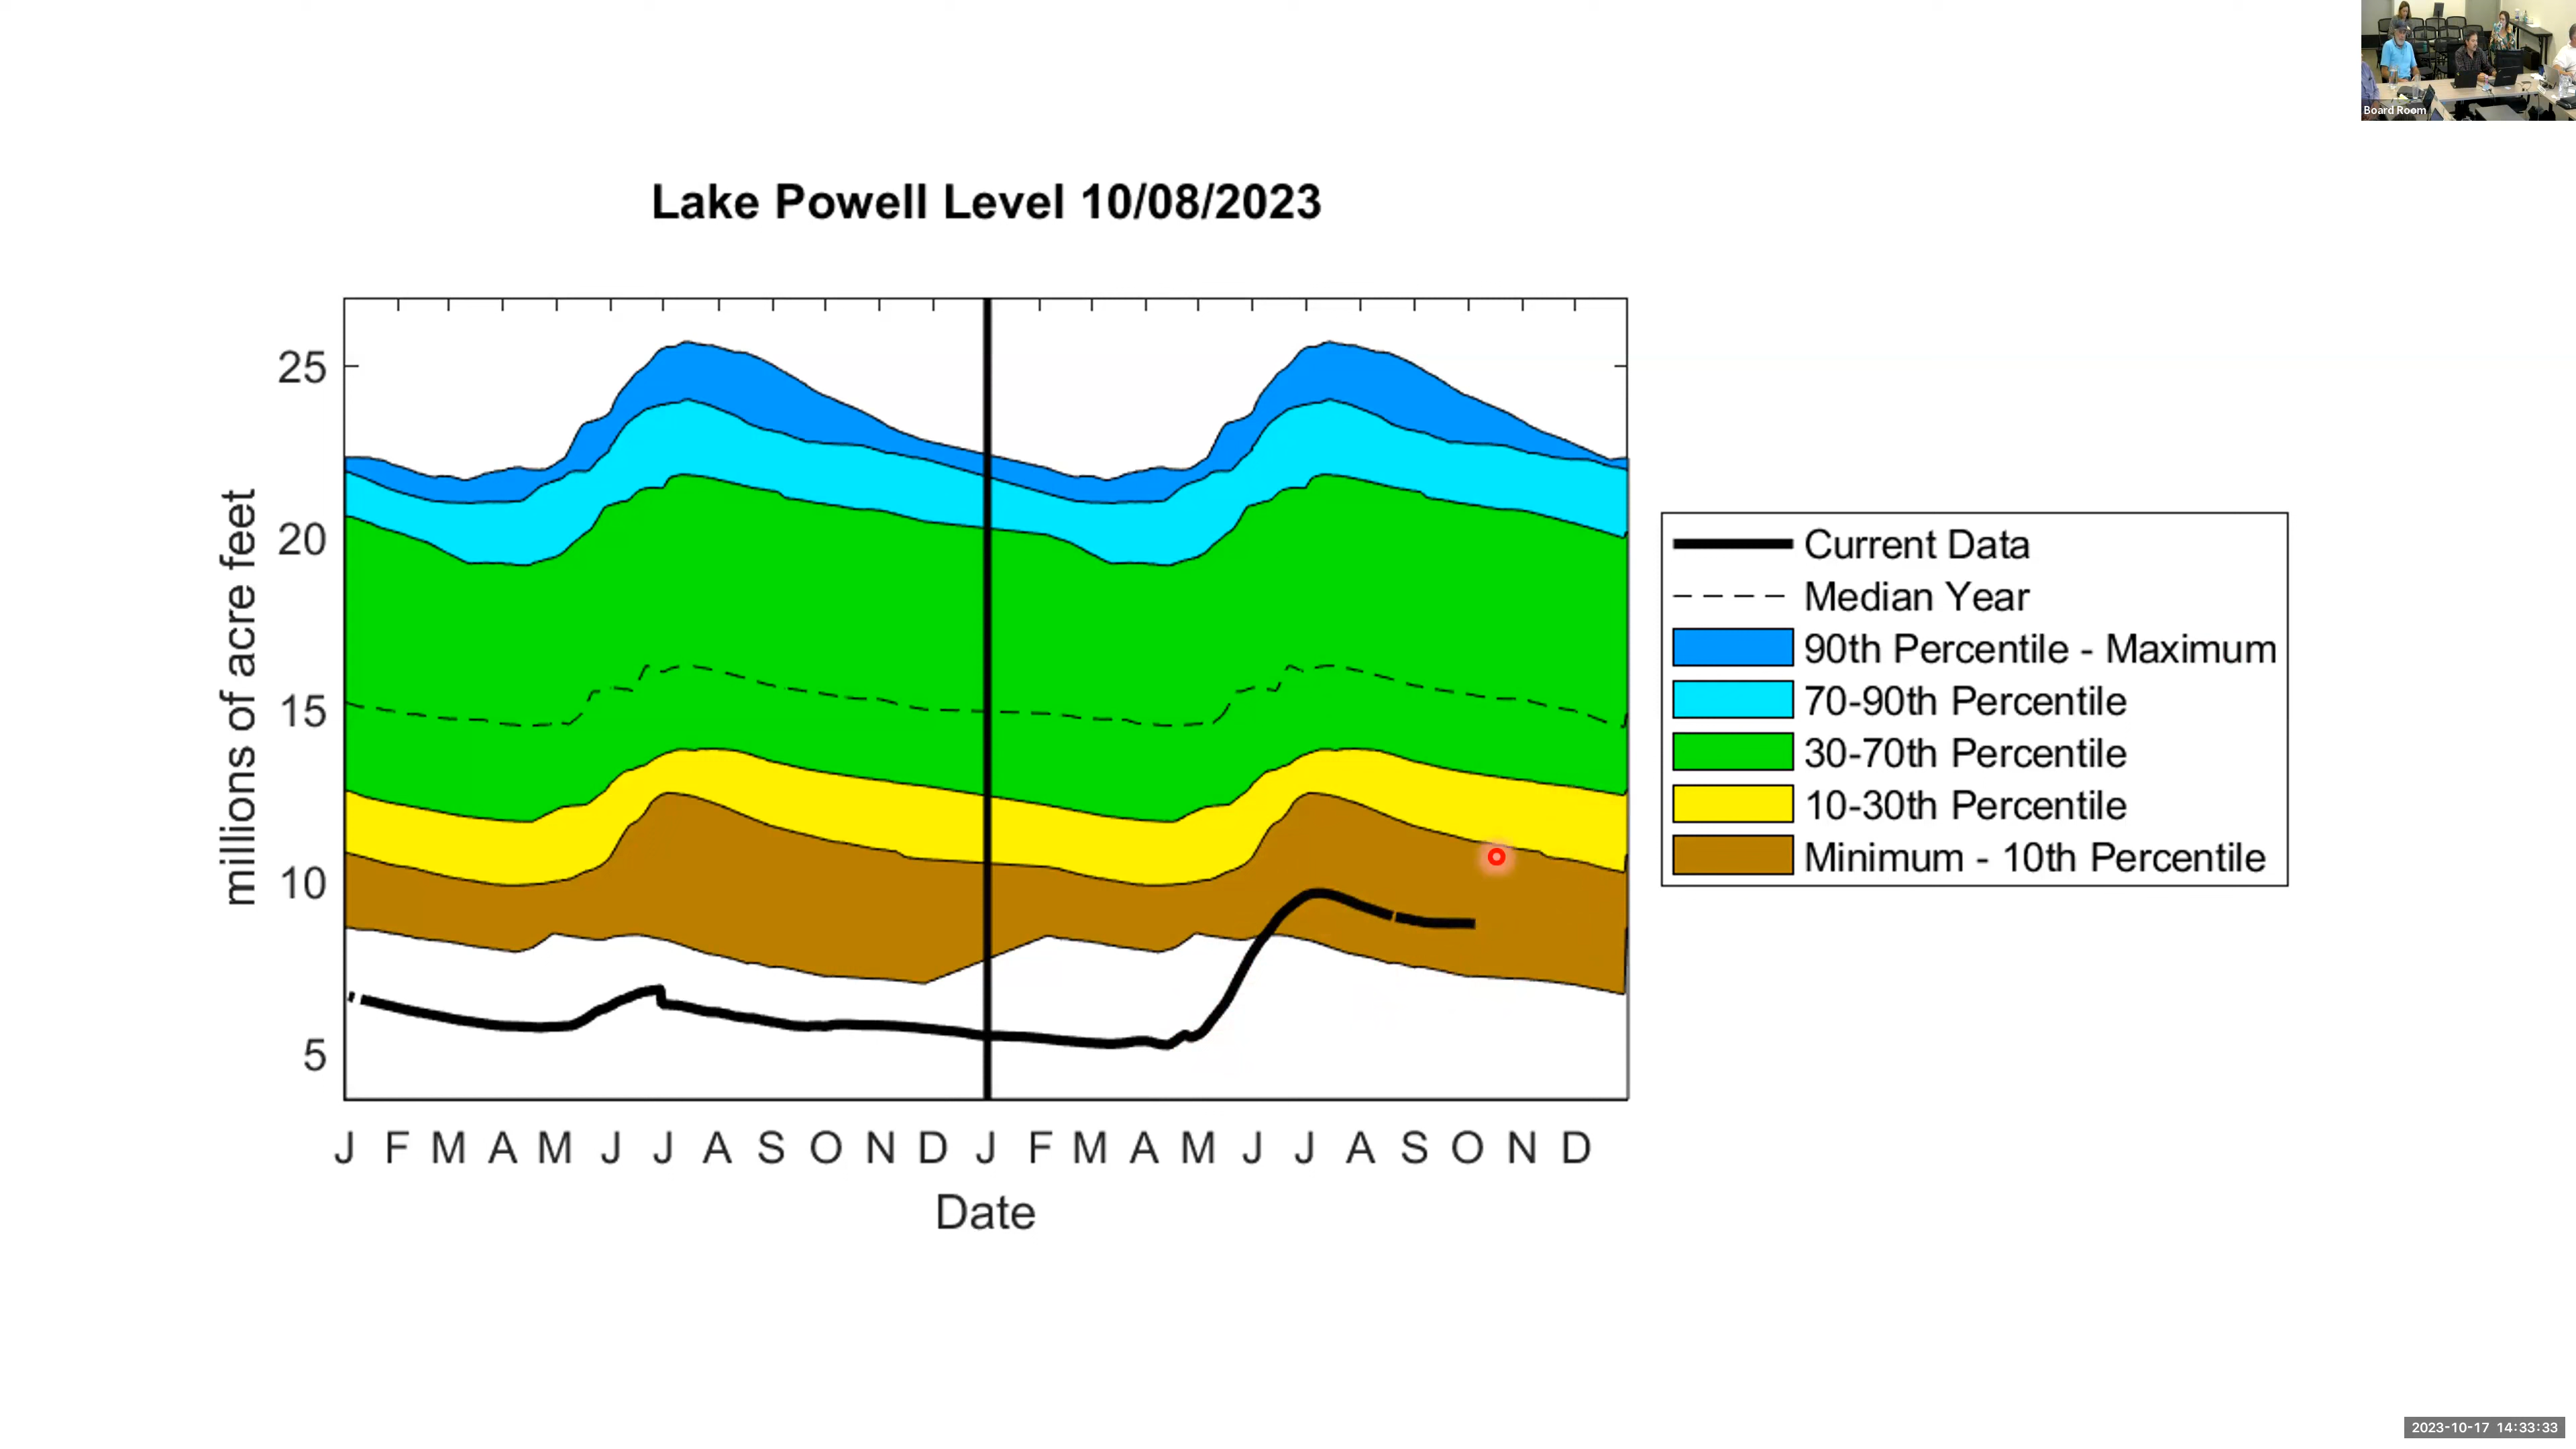 Board Room
Lake Powell Level 10/08/2023
millions of acre feet
25
20
15
10
5
J F M A M J J A S O N D J F M A M J J A S O N D
Date
Current Data
Median Year
90th Percentile - Maximum
70-90th Percentile
30-70th Percentile
10-30th Percentile
Minimum - 10th Percentile
2023-10-17 14:33:33